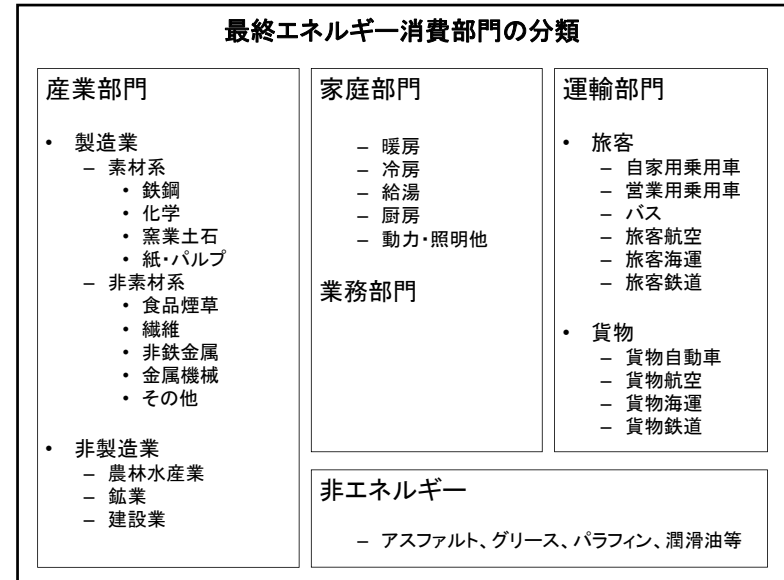 最終エネルギー消費部門の分類
産業部門
• 製造業
– 素材系
• 鉄鋼
• 化学
• 窯業土石
• 紙・パルプ
– 非素材系
• 食品煙草
• 繊維
• 非鉄金属
• 金属機械
• その他
• 非製造業
– 農林水産業
– 鉱業
– 建設業
家庭部門
– 暖房
– 冷房
– 給湯
– 厨房
– 動力・照明他
業務部門
運輸部門
• 旅客
– 自家用乗用車
– 営業用乗用車
– バス
– 旅客航空
– 旅客海運
– 旅客鉄道
• 貨物
– 貨物自動車
– 貨物航空
– 貨物海運
– 貨物鉄道
非エネルギー
– アスファルト、グリース、パラフィン、潤滑油等